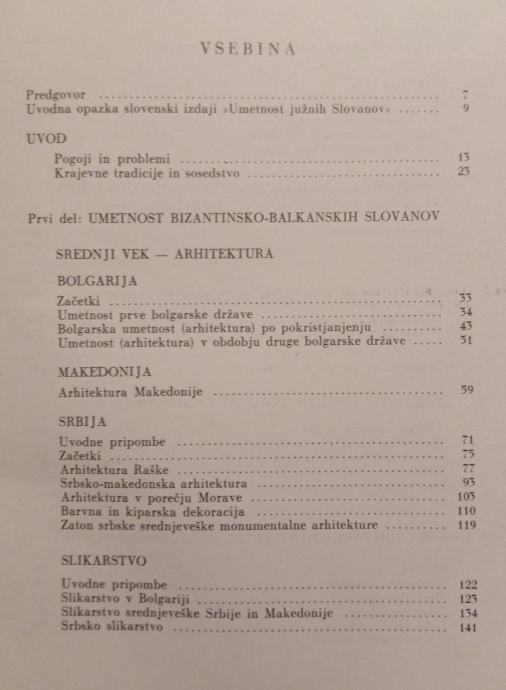 VSEBINA
Predgovor ........ 7
Uvodna opazka slovenski izdaji »Umetnost južnih Slovanov« ........ 9
UVOD
Pogoji in problemi ........ 13
Krajevne tradicije in sosedstvo ........ 23
Prvi del: UMETNOST BIZANTINSKO-BALKANSKIH SLOVANOV
SREDNJI VEK — ARHITEKTURA
BOLGARIJA
Začetki ........ 33
Umetnost prve bolgarske države ........ 34
Bolgarska umetnost (arhitektura) po pokristjanjenju ........ 43
Umetnost (arhitektura) v obdobju druge bolgarske države ..... 51
MAKEDONIJA
Arhitektura Makedonije ........ 59
SRBIJA
Uvodne pripombe ........ 71
Začetki ........ 75
Arhitektura Raške ........ 77
Srbsko-makedonska arhitektura ........ 93
Arhitektura v porečju Morave ........ 103
Barvna in kiparska dekoracija ........ 110
Zaton srbske srednjeveške monumentalne arhitekture ........ 119
SLIKARSTVO
Uvodne pripombe ........ 122
Slikarstvo v Bolgariji ........ 123
Slikarstvo srednjeveške Srbije in Makedonije ........ 134
Srbsko slikarstvo ........ 141